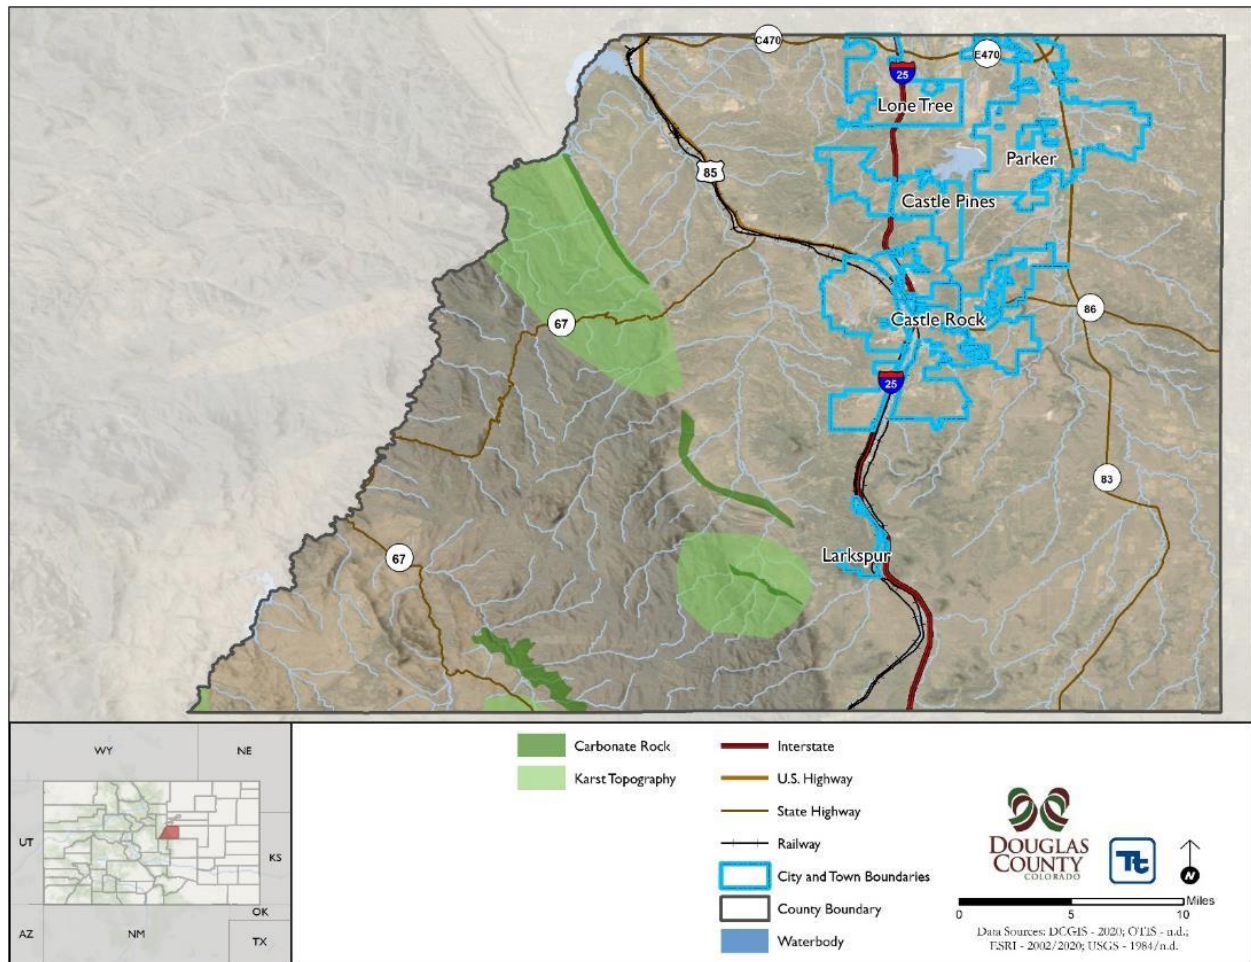 C470
E470
25
Lone Tree
Parker
85
Castle Pines
67
Castle Rock
86
25
83
Larkspur
67
WY
NE
UT
KS
OK
AZ
NM
TX
Carbonate Rock
Karst Topography
Interstate
U.S. Highway
State Highway
Railway
City and Town Boundaries
County Boundary
Waterbody
DOUGLAS
COUNTY
COLORADO
Tt
N
Miles
0 5 10
Data Sources: DCGIS - 2020; OTIS - n.d.;
ESRI - 2002/2020; USGS - 1984/n.d.